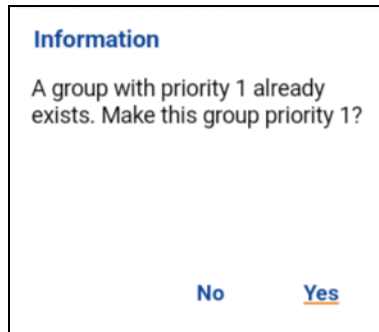 Information
A group with priority 1 already
exists. Make this group priority 1?
No Yes